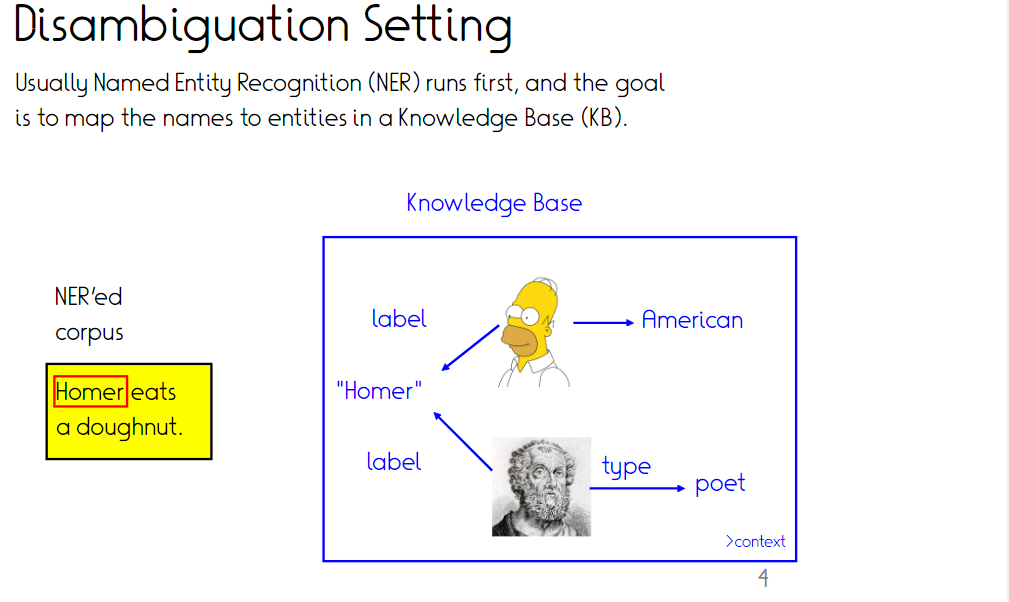 Disambiguation Setting
Usually Named Entity Recognition (NER) runs first, and the goal
is to map the names to entities in a Knowledge Base (KB).
Knowledge Base
NER'ed
corpus
Homer eats
a doughnut.
label
American
"Homer"
label
type
poet
>context
4